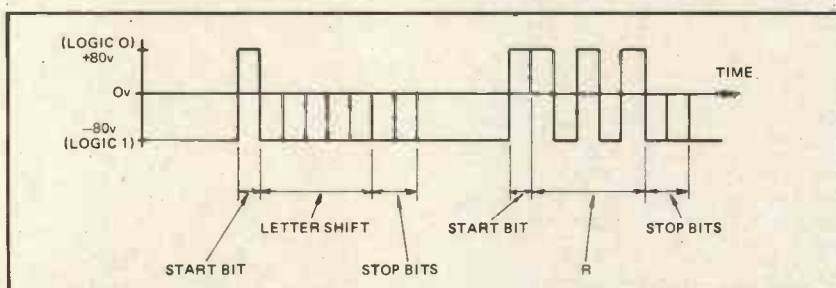 (LOGIC 0)
+80v
0v
TIME
–80v
(LOGIC 1)
LETTER SHIFT
START BIT
STOP BITS
START BIT
STOP BITS
R